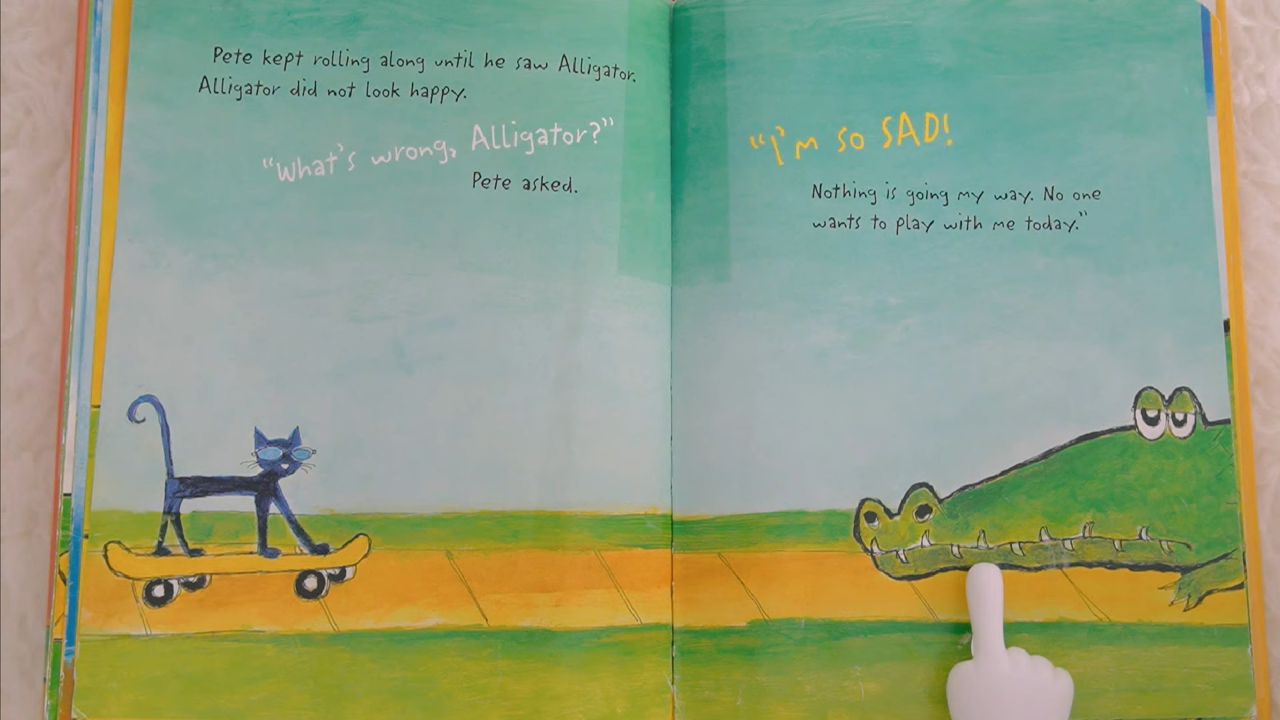 Pete kept rolling along until he saw Alligator.
Alligator did not look happy.
"What's wrong, Alligator?"
Pete asked.
"I'm so SAD!
Nothing is going my way. No one
wants to play with me today."